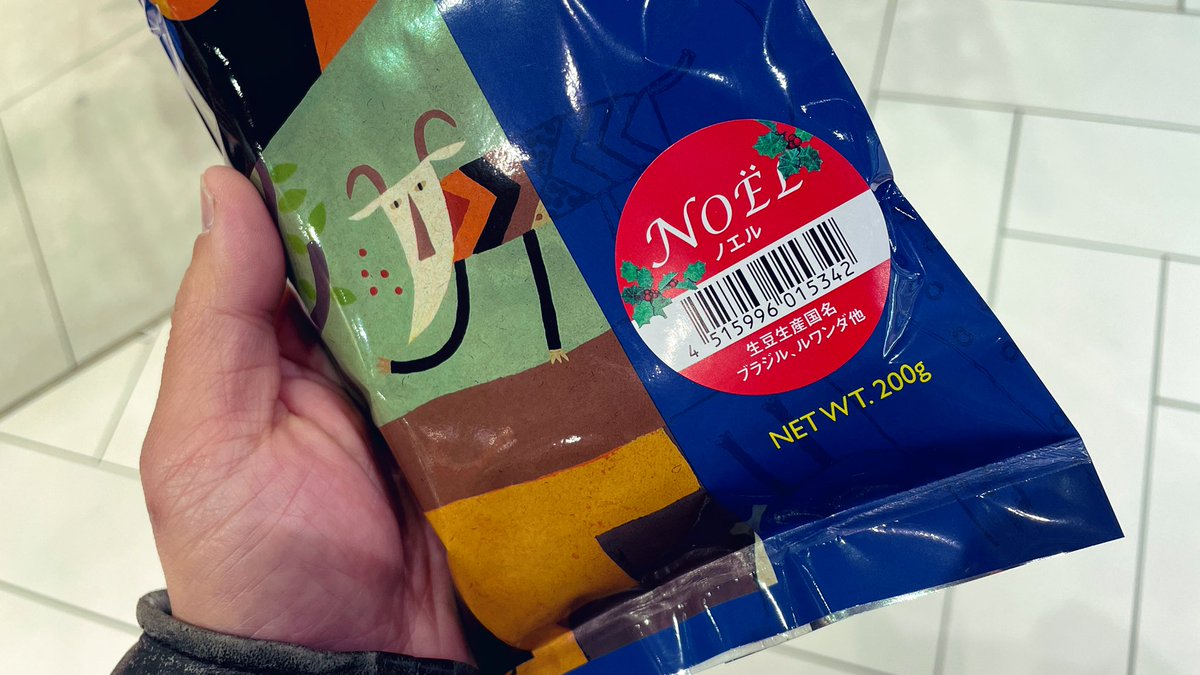 NOËL
ノエル
4 515996 015342
生豆生産国名
ブラジル、ルワンダ他
NET WT. 200g